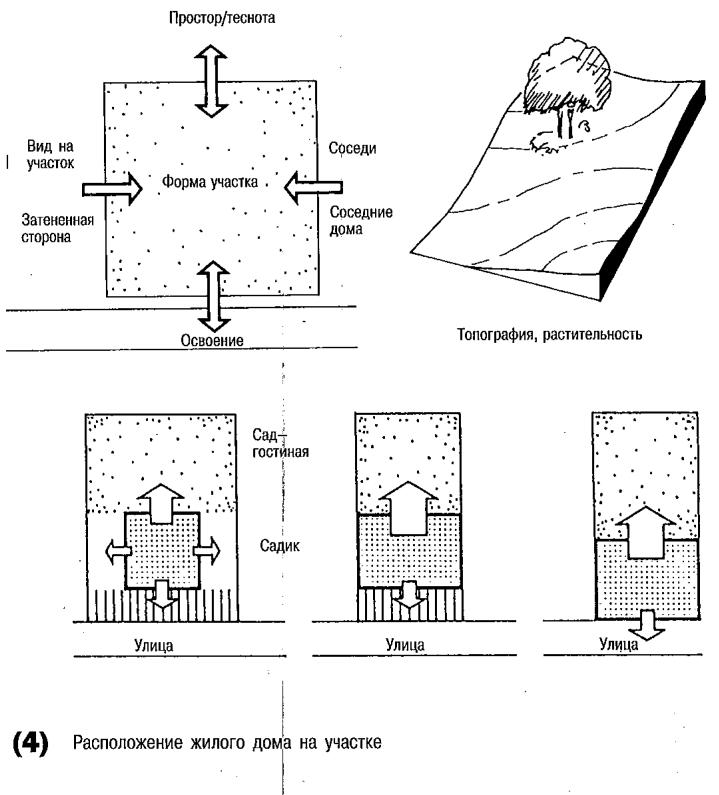 Простор/теснота
Вид на
участок
Соседи
Форма участка
Затененная
сторона
Соседние
дома
Освоение
Топография, растительность
Сад-
гостиная
Садик
Улица
Улица
Улица
(4) Расположение жилого дома на участке